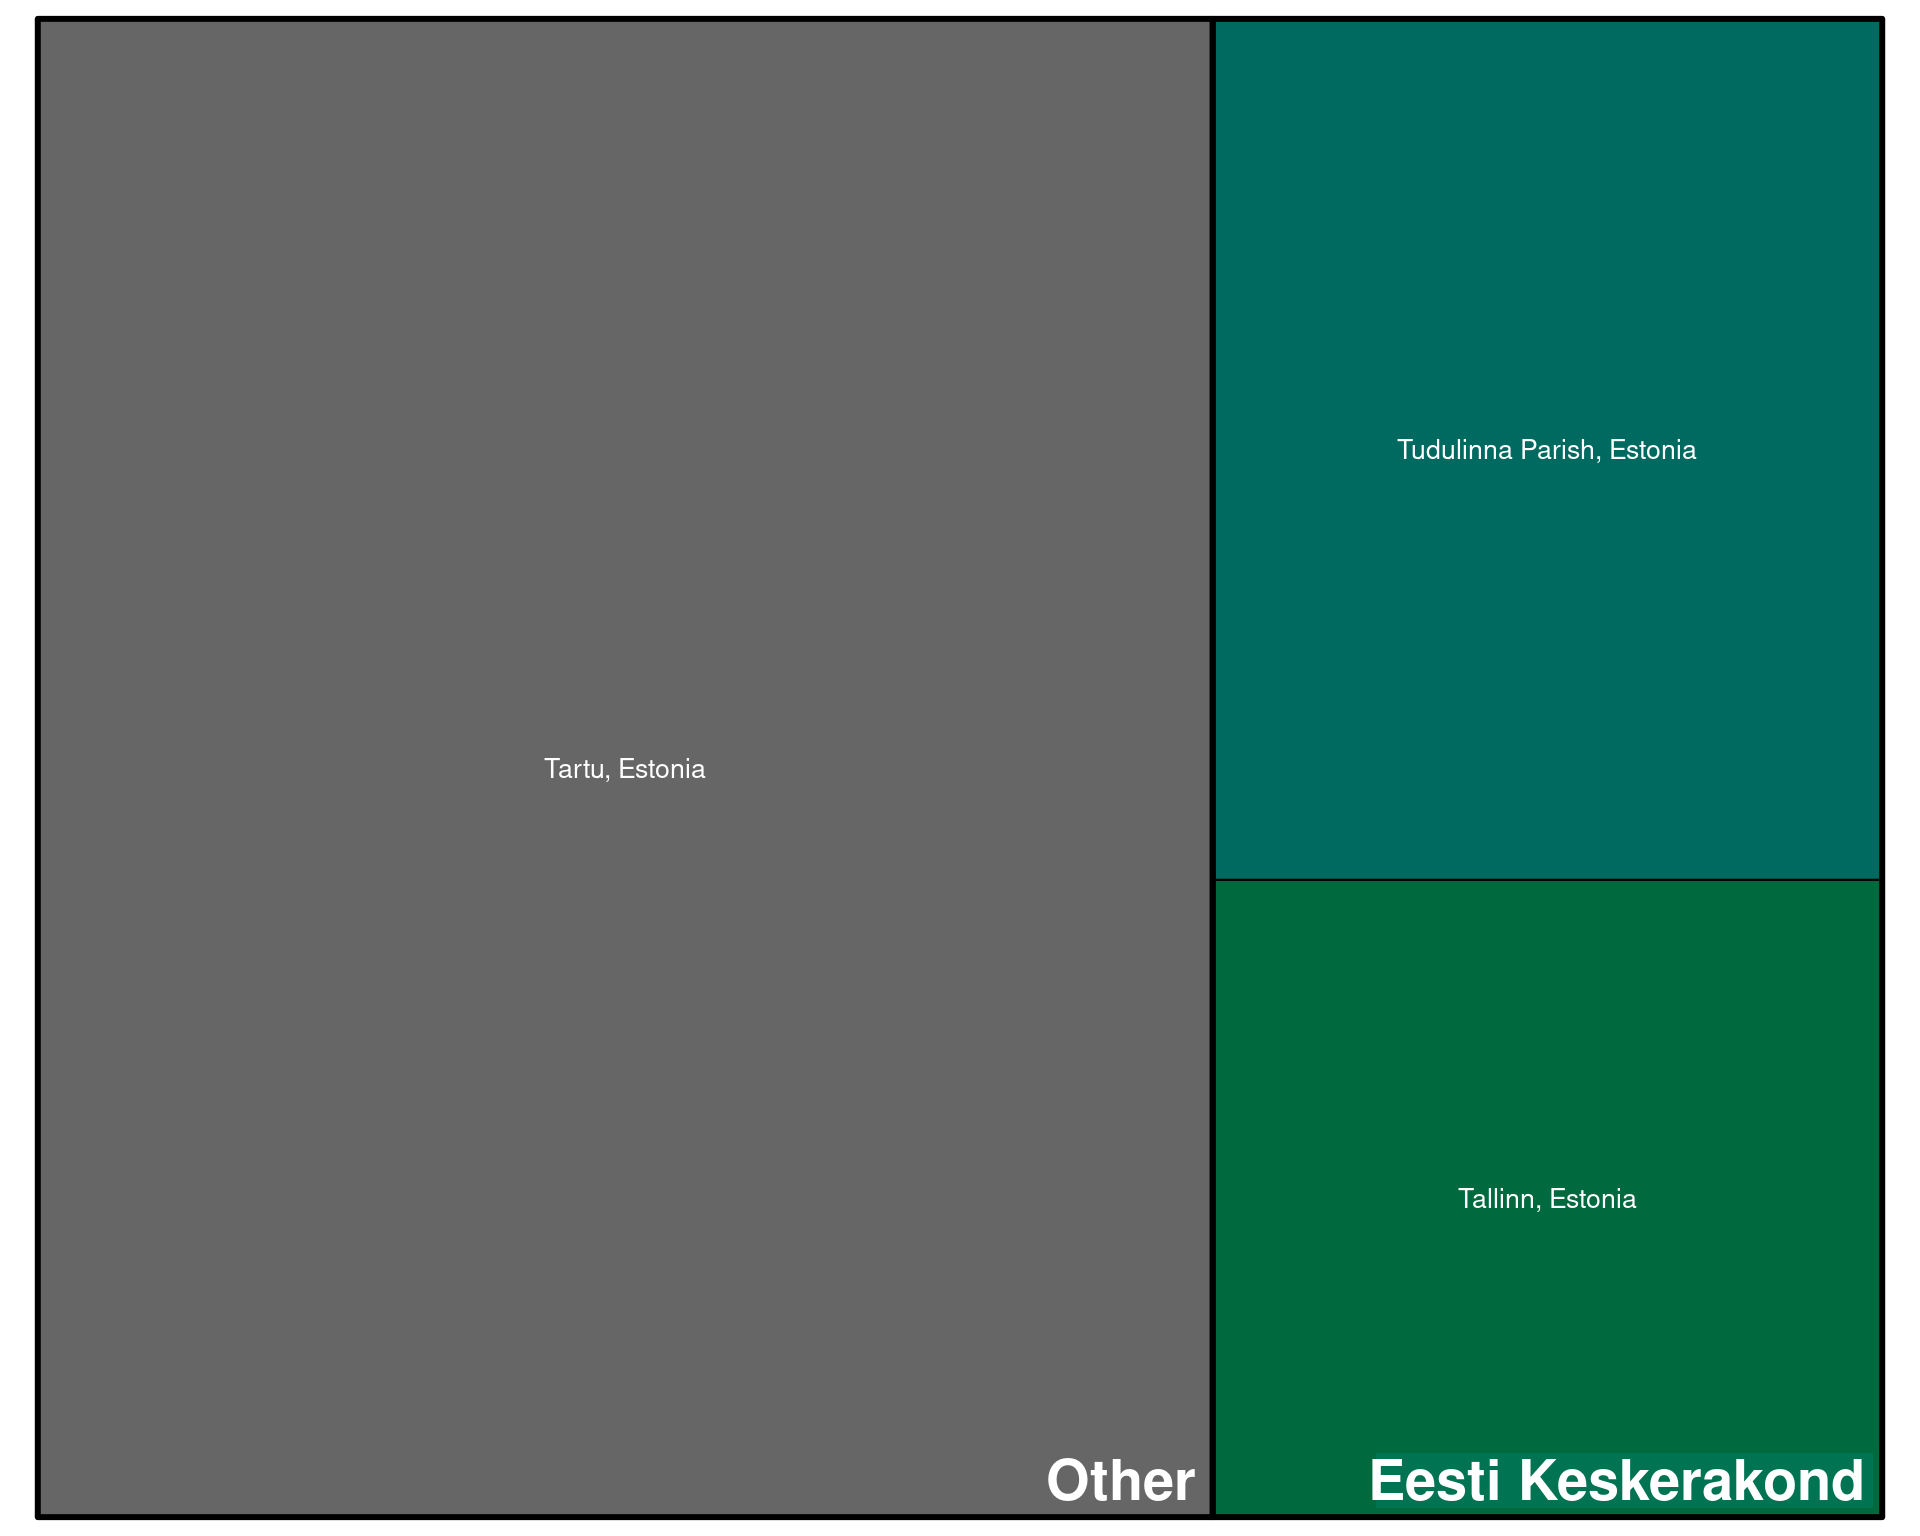 Tudulinna Parish, Estonia
Tartu, Estonia
Tallinn, Estonia
Other
Eesti Keskerakond